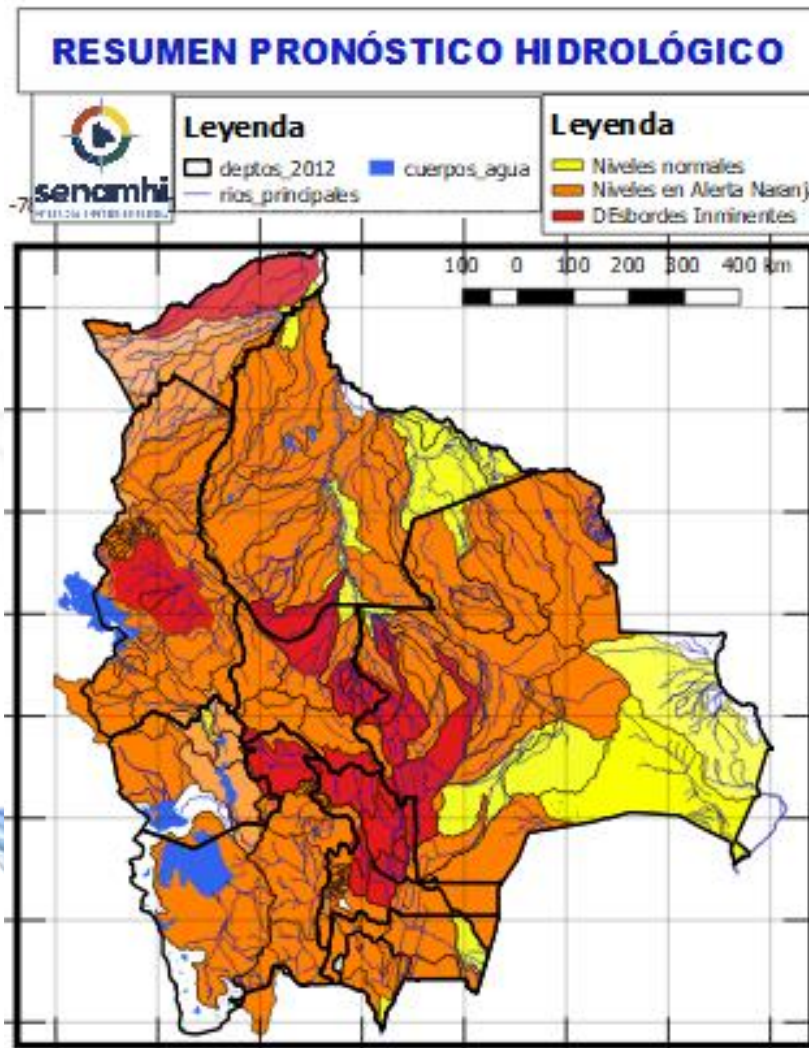 RESUMEN PRONÓSTICO HIDROLÓGICO
senamhi
Leyenda
deptos_2012
cuerpos_agua
rios_principales
Leyenda
Niveles normales
Niveles en Alerta Naranj
DEsbordes Inminentes
100 0 100 200 300 400 km